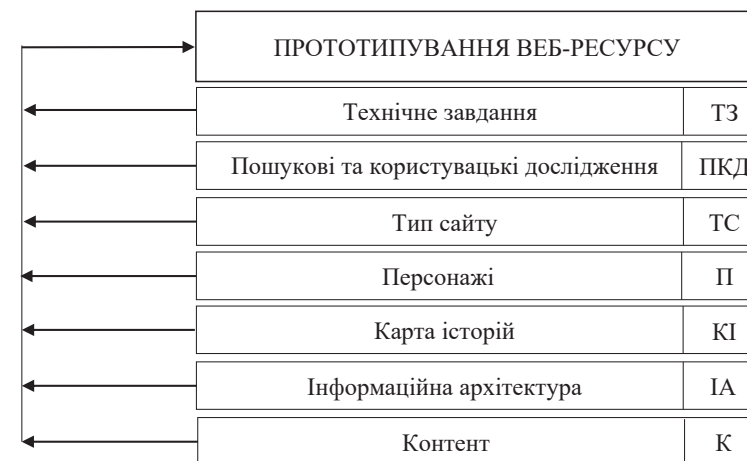 ПРОТОТИПУВАННЯ ВЕБ-РЕСУРСУ
Технічне завдання ТЗ
Пошукові та користувацькі дослідження ПКД
Тип сайту ТС
Персонажі П
Карта історій КІ
Інформаційна архітектура ІА
Контент К